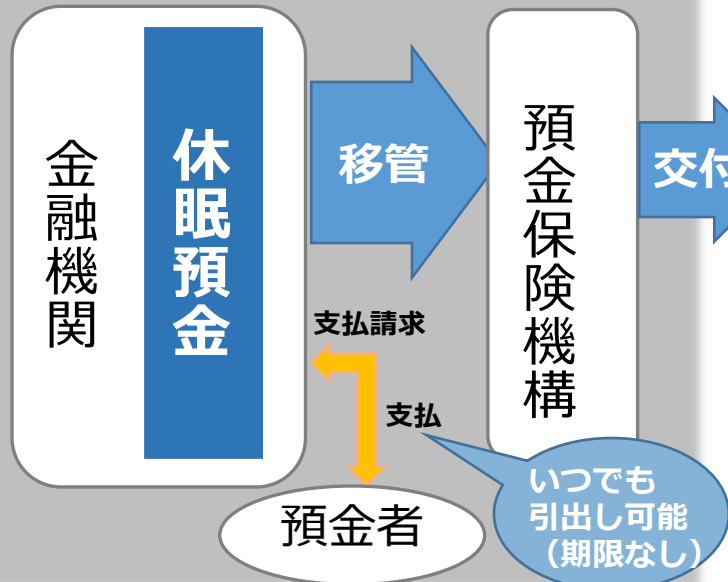 金融機関
休眠預金
移管
預金保険機構
交付
支払請求
支払
預金者
いつでも
引出し可能
（期限なし）